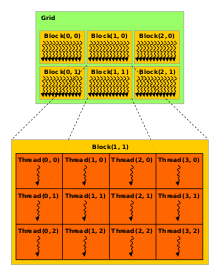 Grid
Block(0, 0) Block(1, 0) Block(2, 0)
Block(0, 1) Block(1, 1) Block(2, 1)
Block(1, 1)
Thread(0, 0) Thread(1, 0) Thread(2, 0) Thread(3, 0)
Thread(0, 1) Thread(1, 1) Thread(2, 1) Thread(3, 1)
Thread(0, 2) Thread(1, 2) Thread(2, 2) Thread(3, 2)